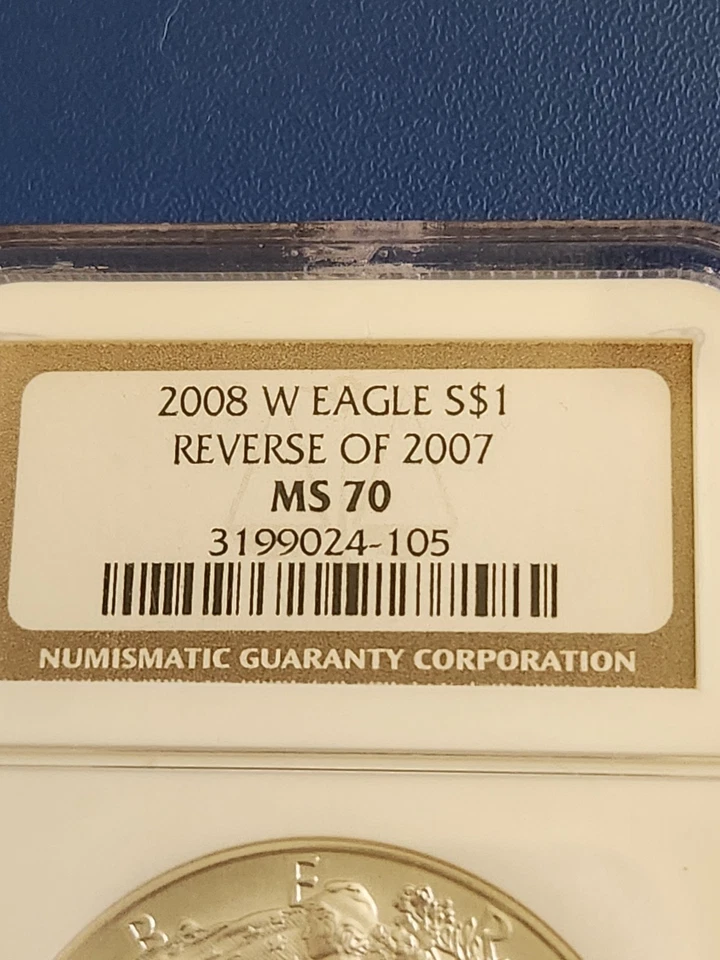 2008 W EAGLE S$1
REVERSE OF 2007
MS 70
3199024-105
NUMISMATIC GUARANTY CORPORATION
B E R